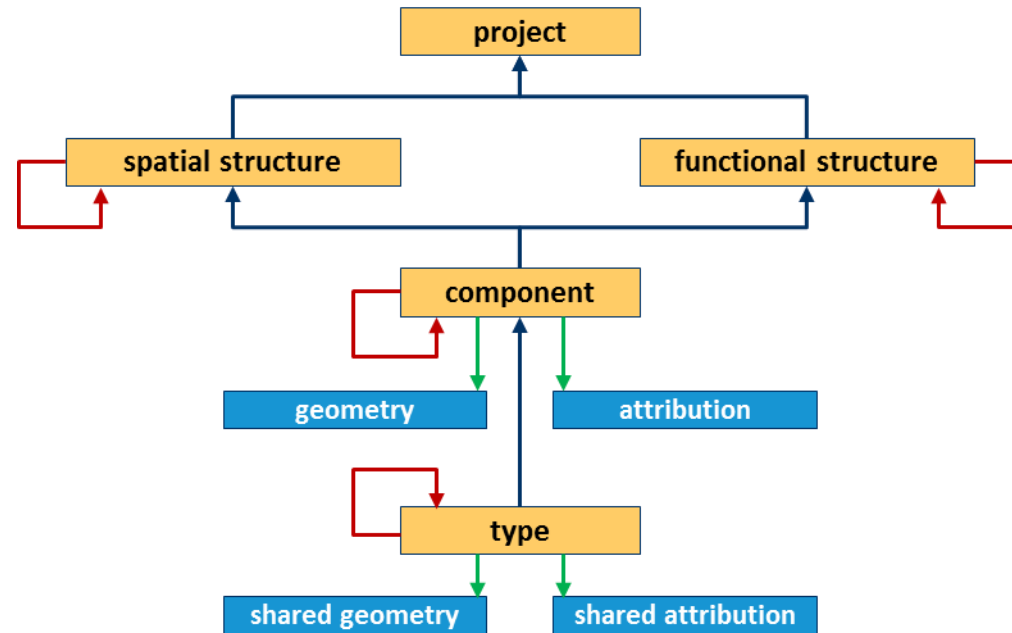 project
spatial structure
functional structure
component
geometry
attribution
type
shared geometry
shared attribution